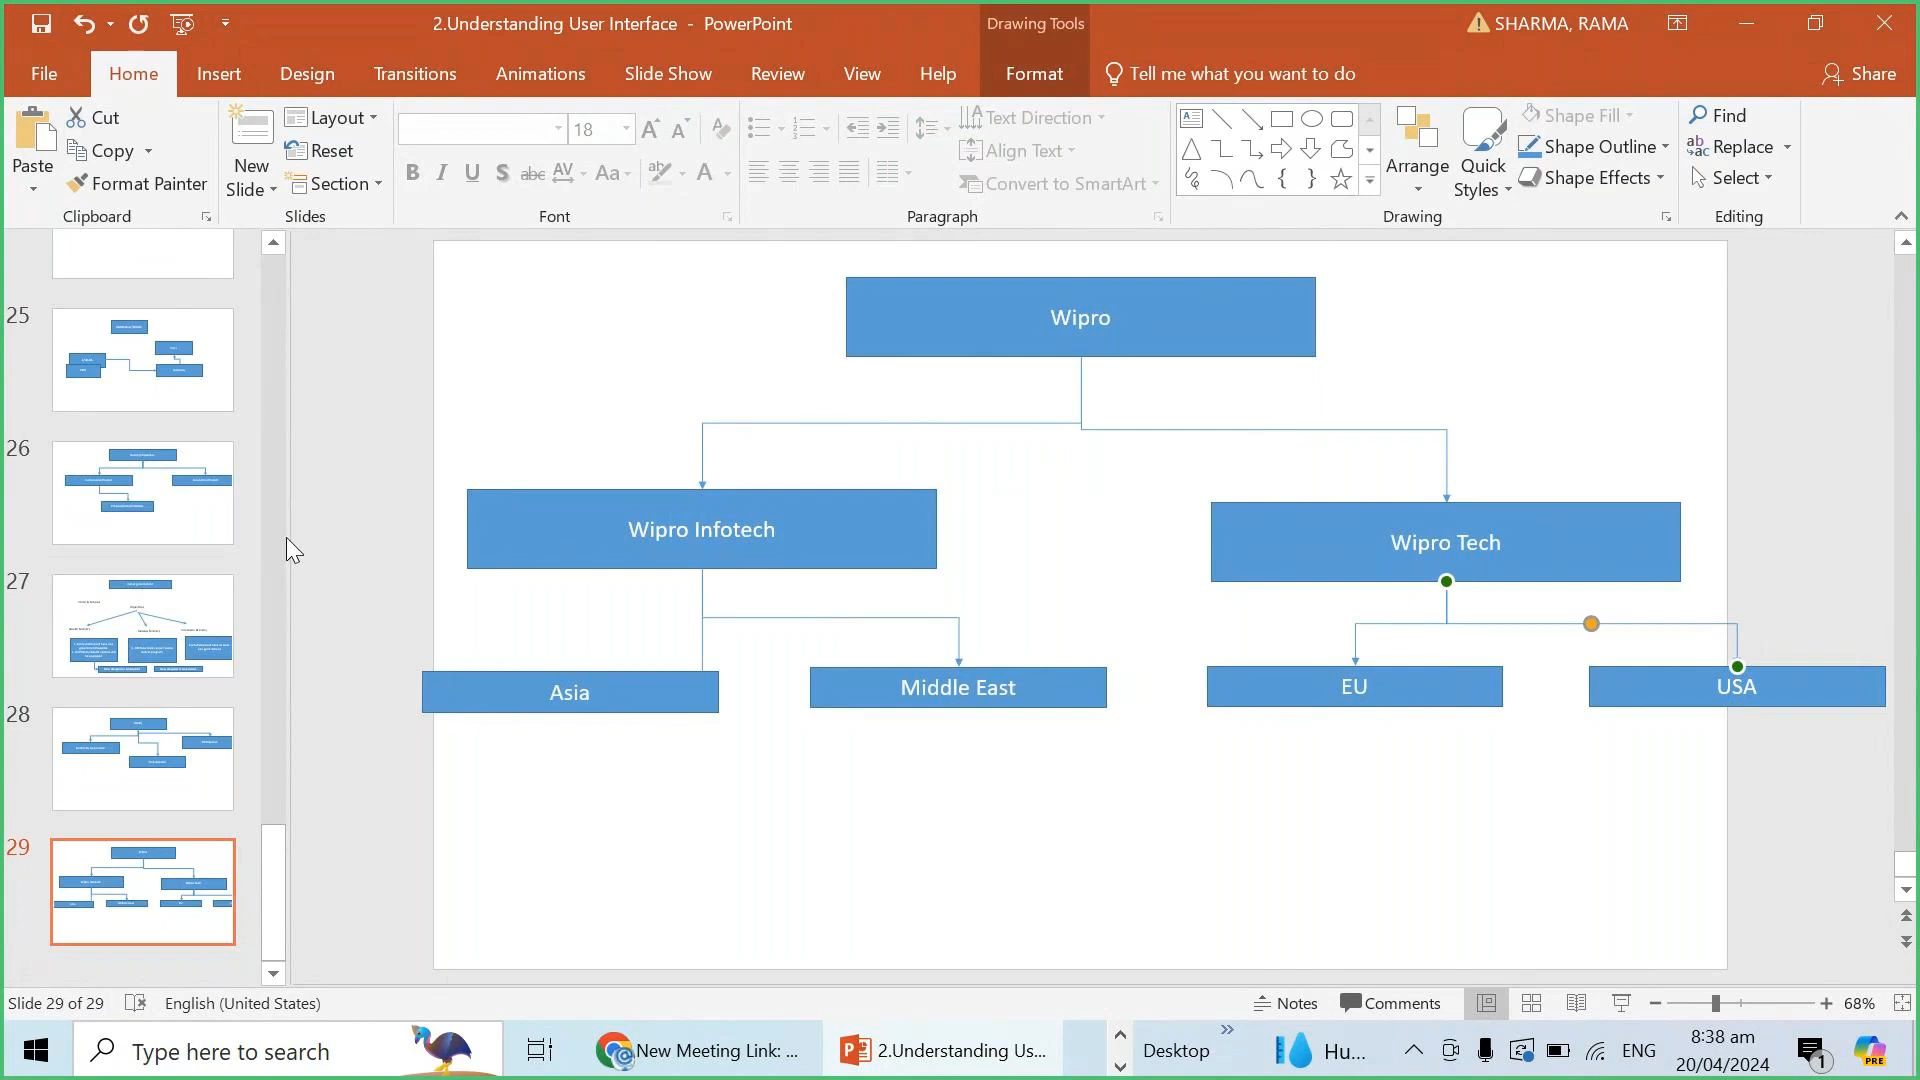 2.Understanding User Interface - PowerPoint
Drawing Tools
SHARMA, RAMA
File
Home
Insert
Design
Transitions
Animations
Slide Show
Review
View
Help
Format
Tell me what you want to do
Share
Paste
Cut
Copy
Format Painter
Clipboard
New Slide
Layout
Reset
Section
Slides
18
B I U S abc AV Aa A
Font
Text Direction
Align Text
Convert to SmartArt
Paragraph
Arrange
Quick Styles
Shape Fill
Shape Outline
Shape Effects
Drawing
Find
Replace
Select
Editing
25
26
27
28
29
Wipro
Wipro Infotech
Wipro Tech
Asia
Middle East
EU
USA
Slide 29 of 29
English (United States)
Notes
Comments
68%
Type here to search
New Meeting Link: ...
2.Understanding Us...
Desktop
Hu...
ENG
8:38 am
20/04/2024
1
PRE